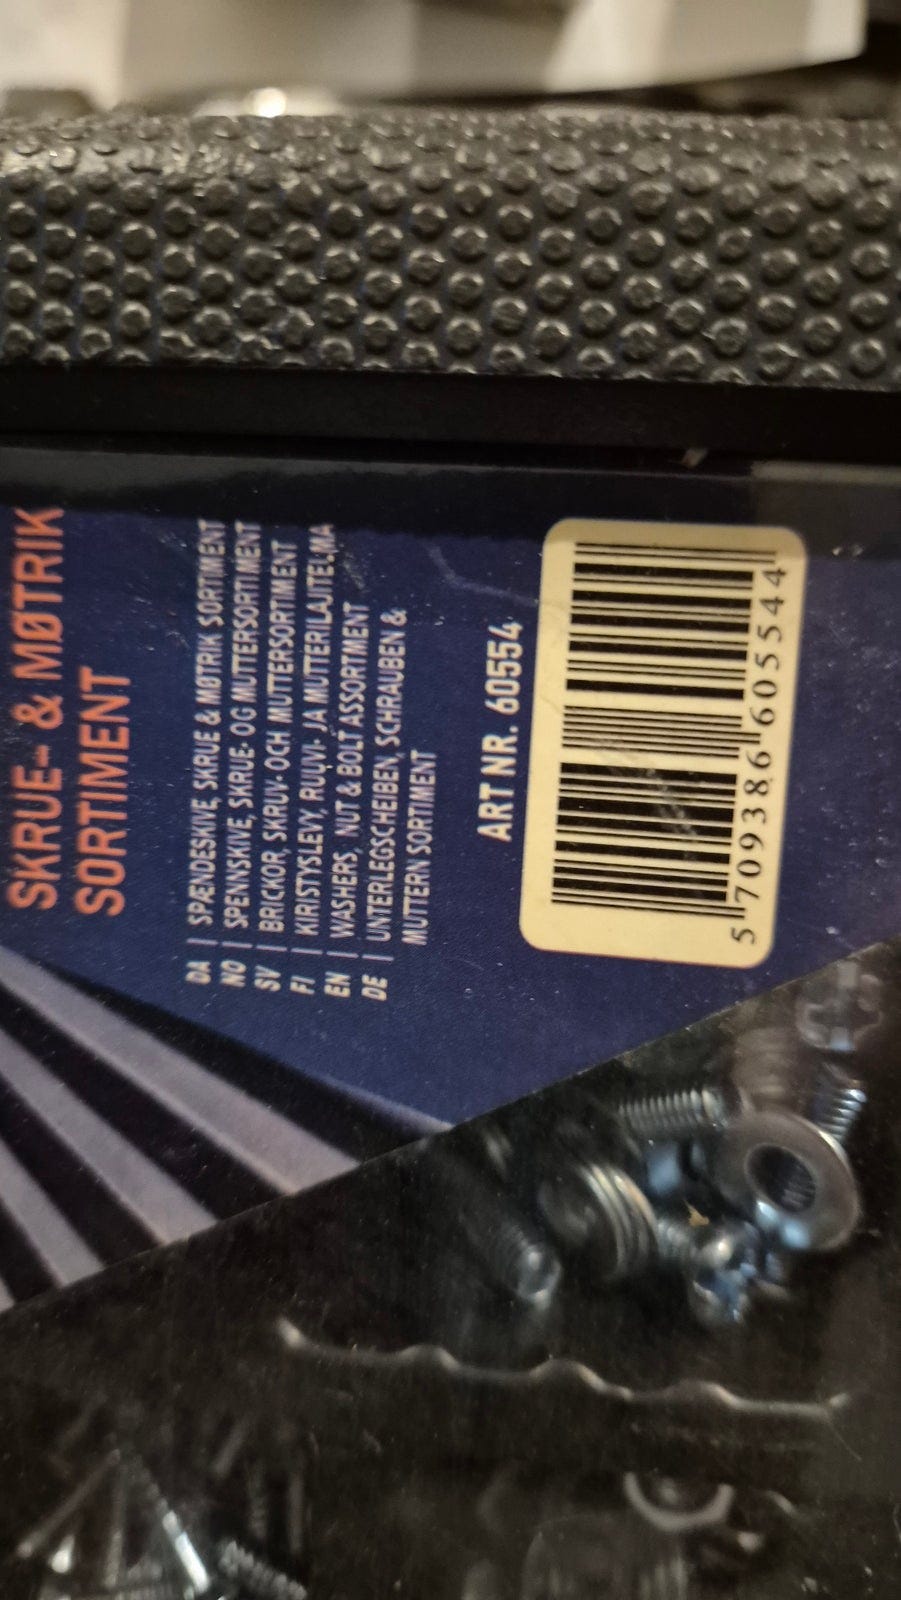 SKRUE- & MØTRIK
SORTIMENT
DA | SPÆNDESKIVE, SKRUE & MØTRIK SORTIMENT
NO | SPENNSKIVE, SKRUE- OG MUTTERSORTIMENT
SV | BRICKOR, SKRUV- OCH MUTTERSORTIMENT
FI | KIRISTYSLEVY, RUUVI- JA MUTTERILAJITELMA
EN | WASHERS, NUT & BOLT ASSORTMENT
DE | UNTERLEGSCHEIBEN, SCHRAUBEN &
MUTTERN SORTIMENT
ART NR. 60554
5 709386 605544